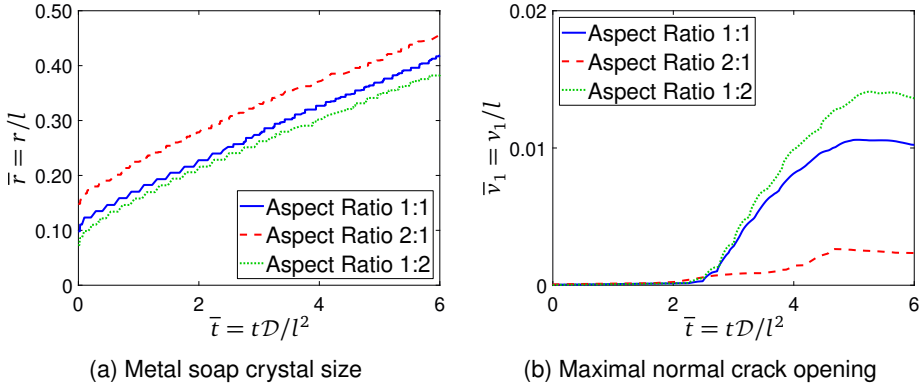 0.50
0.40
0.30
0.20
0.10
0
0 2 4 6
r̅ = r/l
t̅ = t𝒟/l²
Aspect Ratio 1:1
Aspect Ratio 2:1
Aspect Ratio 1:2
(a) Metal soap crystal size
0.02
0.01
0
0 2 4 6
v̅₁ = v₁/l
t̅ = t𝒟/l²
Aspect Ratio 1:1
Aspect Ratio 2:1
Aspect Ratio 1:2
(b) Maximal normal crack opening